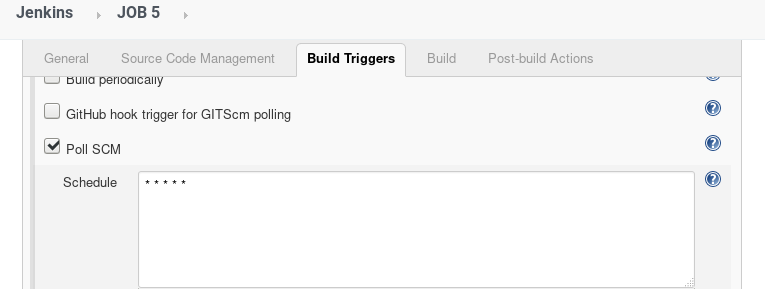 Jenkins JOB 5
General Source Code Management Build Triggers Build Post-build Actions
Build periodically
GitHub hook trigger for GITScm polling
Poll SCM
Schedule * * * * *